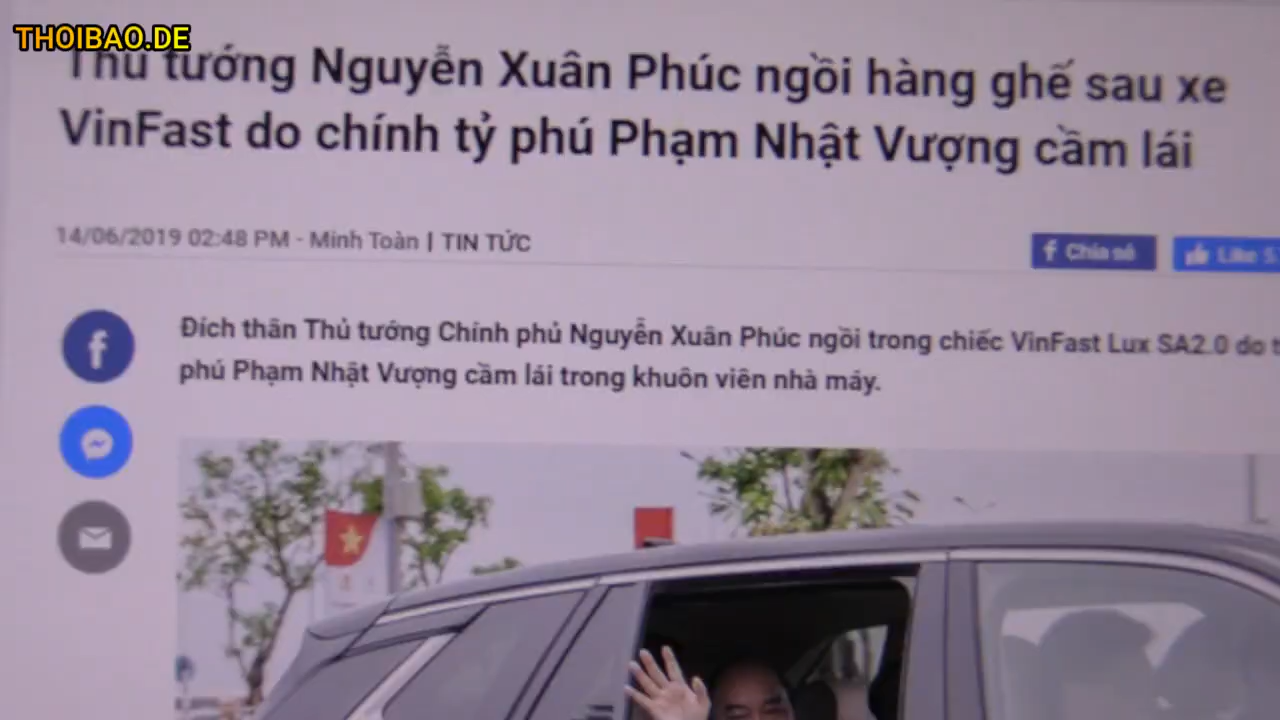 THOIBAO.DE
Thủ tướng Nguyễn Xuân Phúc ngồi hàng ghế sau xe
VinFast do chính tỷ phú Phạm Nhật Vượng cầm lái
14/06/2019 02:48 PM - Minh Toàn | TIN TỨC
Chia sẻ
Like 5
Đích thân Thủ tướng Chính phủ Nguyễn Xuân Phúc ngồi trong chiếc VinFast Lux SA2.0 do t
phú Phạm Nhật Vượng cầm lái trong khuôn viên nhà máy.